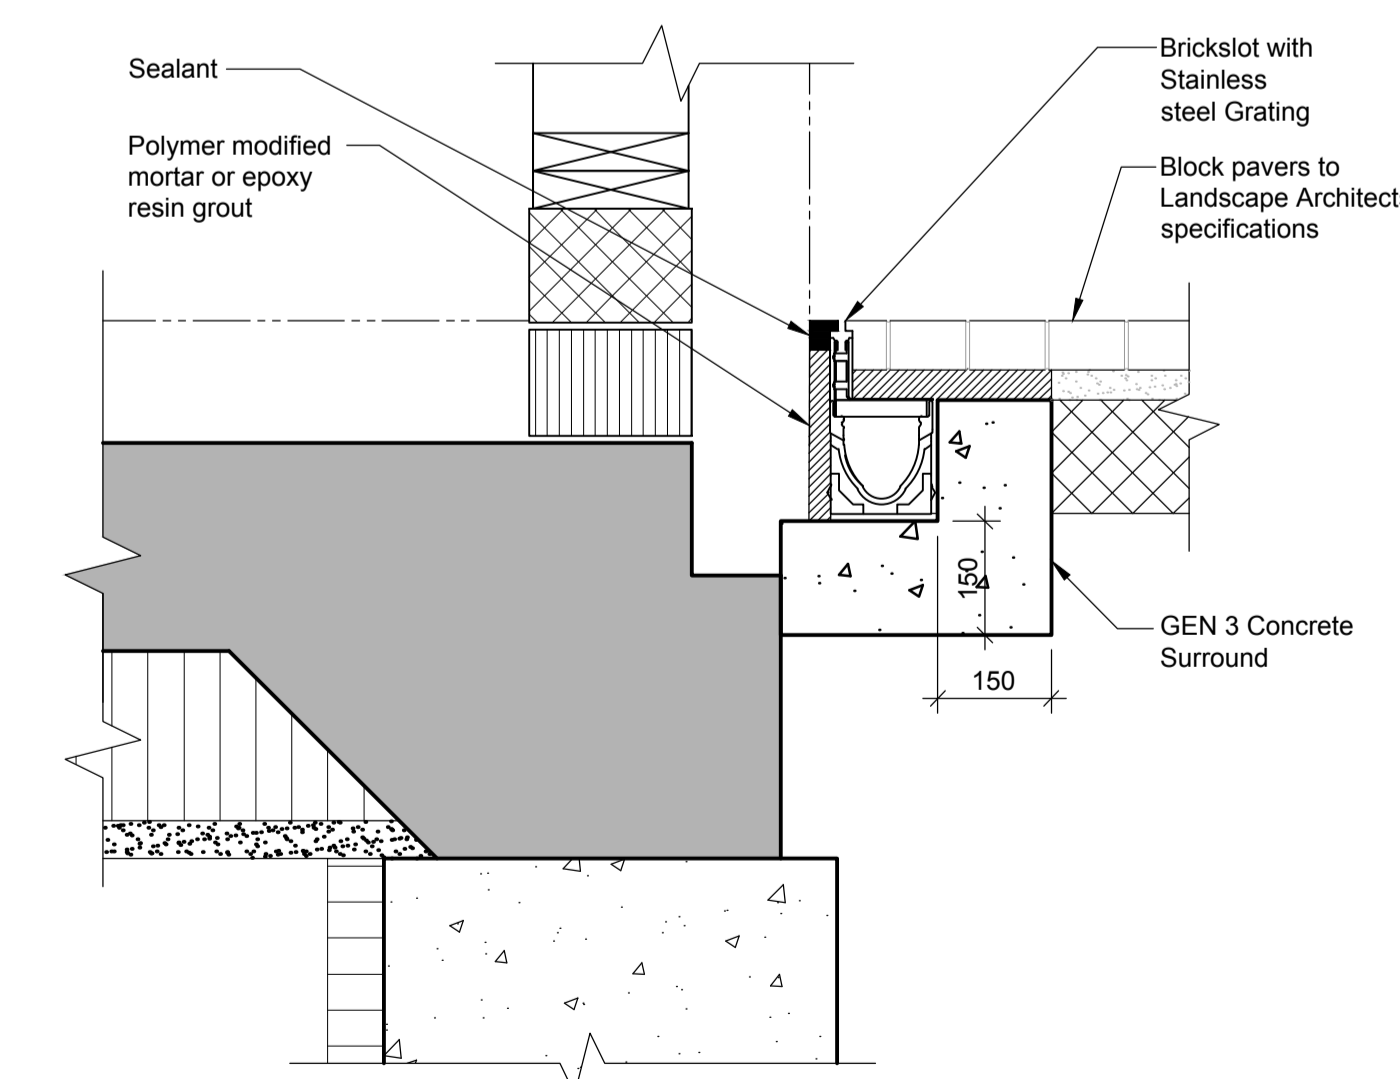 Sealant
Polymer modified
mortar or epoxy
resin grout
Brickslot with
Stainless
steel Grating
Block pavers to
Landscape Architect
specifications
150
150
GEN 3 Concrete
Surround